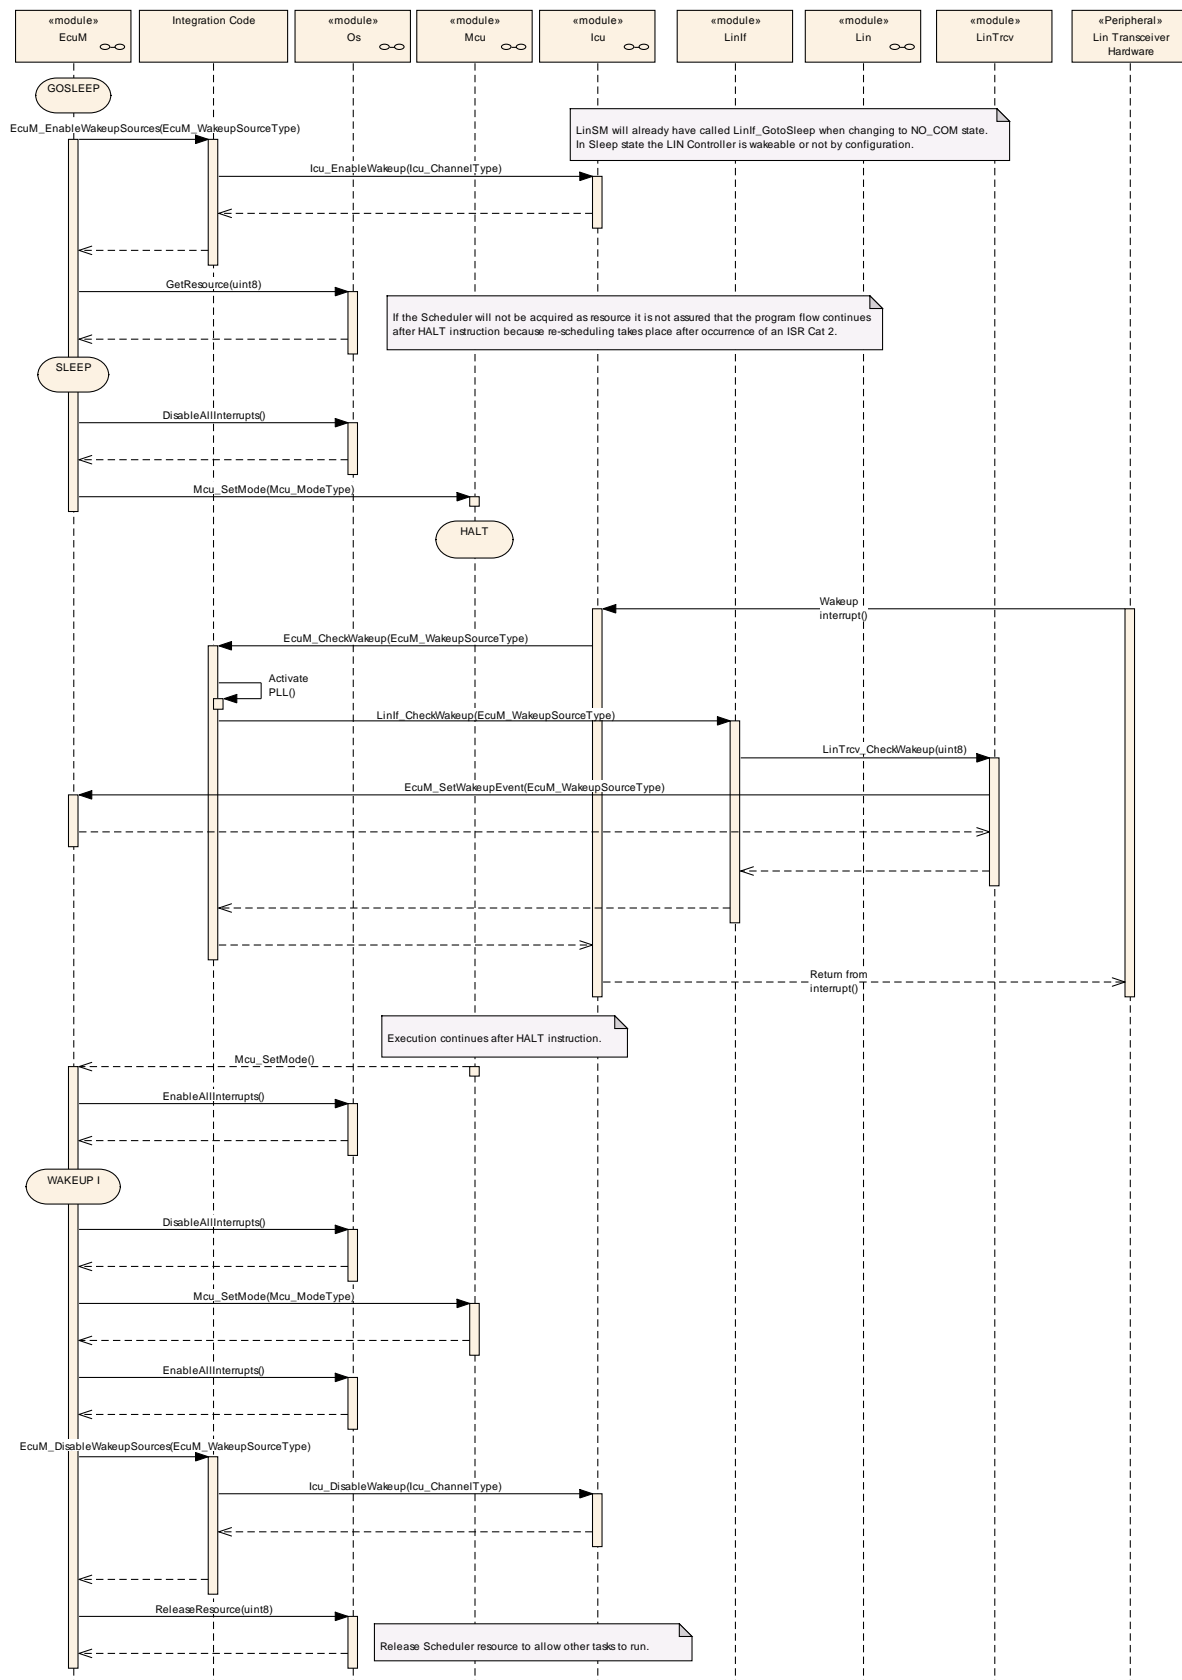 «module»
EcuM
Integration Code
«module»
Os
«module»
Mcu
«module»
Icu
«module»
LinIf
«module»
Lin
«module»
LinTrcv
«Peripheral»
Lin Transceiver
Hardware
GOSLEEP
EcuM_EnableWakeupSources(EcuM_WakeupSourceType)
LinSM will already have called LinIf_GotoSleep when changing to NO_COM state.
In Sleep state the LIN Controller is wakeable or not by configuration.
Icu_EnableWakeup(Icu_ChannelType)
GetResource(uint8)
If the Scheduler will not be acquired as resource it is not assured that the program flow continues
after HALT instruction because re-scheduling takes place after occurrence of an ISR Cat 2.
SLEEP
DisableAllInterrupts()
Mcu_SetMode(Mcu_ModeType)
HALT
Wakeup
interrupt()
EcuM_CheckWakeup(EcuM_WakeupSourceType)
Activate
PLL()
LinIf_CheckWakeup(EcuM_WakeupSourceType)
LinTrcv_CheckWakeup(uint8)
EcuM_SetWakeupEvent(EcuM_WakeupSourceType)
Return from
interrupt()
Execution continues after HALT instruction.
Mcu_SetMode()
EnableAllInterrupts()
WAKEUP I
DisableAllInterrupts()
Mcu_SetMode(Mcu_ModeType)
EnableAllInterrupts()
EcuM_DisableWakeupSources(EcuM_WakeupSourceType)
Icu_DisableWakeup(Icu_ChannelType)
ReleaseResource(uint8)
Release Scheduler resource to allow other tasks to run.